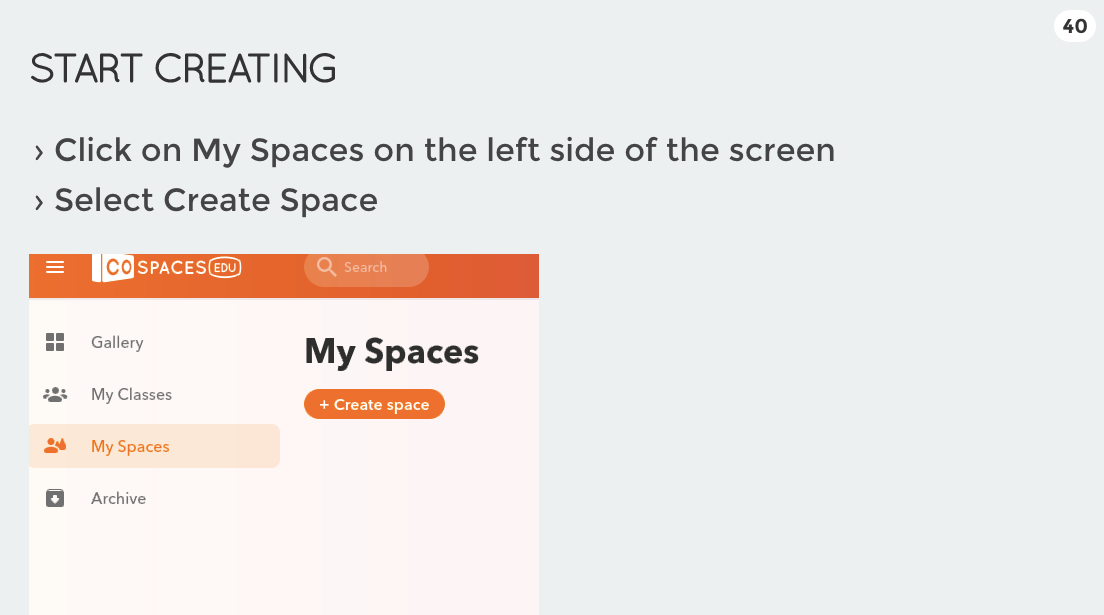 40
START CREATING
› Click on My Spaces on the left side of the screen
› Select Create Space
CO SPACES EDU
Search
Gallery
My Classes
My Spaces
Archive
My Spaces
+ Create space